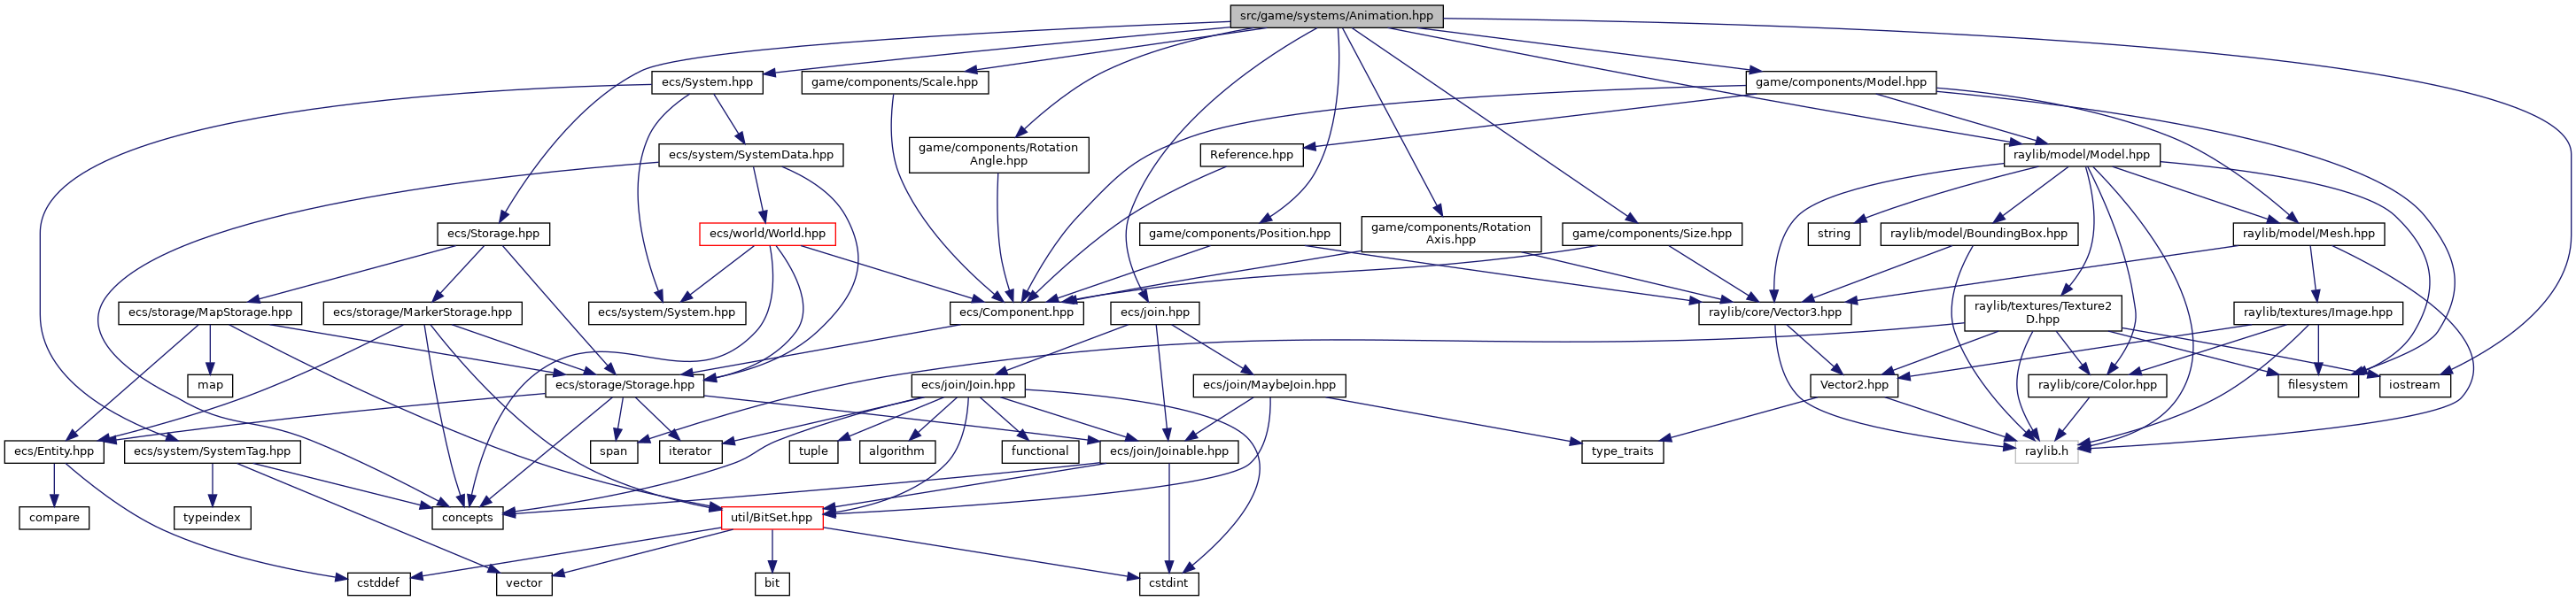 src/game/systems/Animation.hpp
ecs/System.hpp
game/components/Scale.hpp
game/components/Model.hpp
game/components/Rotation
Angle.hpp
ecs/system/SystemData.hpp
Reference.hpp
raylib/model/Model.hpp
ecs/Storage.hpp
ecs/world/World.hpp
game/components/Position.hpp
game/components/Rotation
Axis.hpp
game/components/Size.hpp
string
raylib/model/BoundingBox.hpp
raylib/model/Mesh.hpp
ecs/storage/MapStorage.hpp
ecs/storage/MarkerStorage.hpp
ecs/system/System.hpp
ecs/Component.hpp
ecs/join.hpp
raylib/core/Vector3.hpp
raylib/textures/Texture2
D.hpp
raylib/textures/Image.hpp
map
ecs/storage/Storage.hpp
ecs/join/Join.hpp
ecs/join/MaybeJoin.hpp
Vector2.hpp
raylib/core/Color.hpp
filesystem
iostream
ecs/Entity.hpp
ecs/system/SystemTag.hpp
span
iterator
tuple
algorithm
functional
ecs/join/Joinable.hpp
type_traits
raylib.h
compare
typeindex
concepts
util/BitSet.hpp
cstddef
vector
bit
cstdint